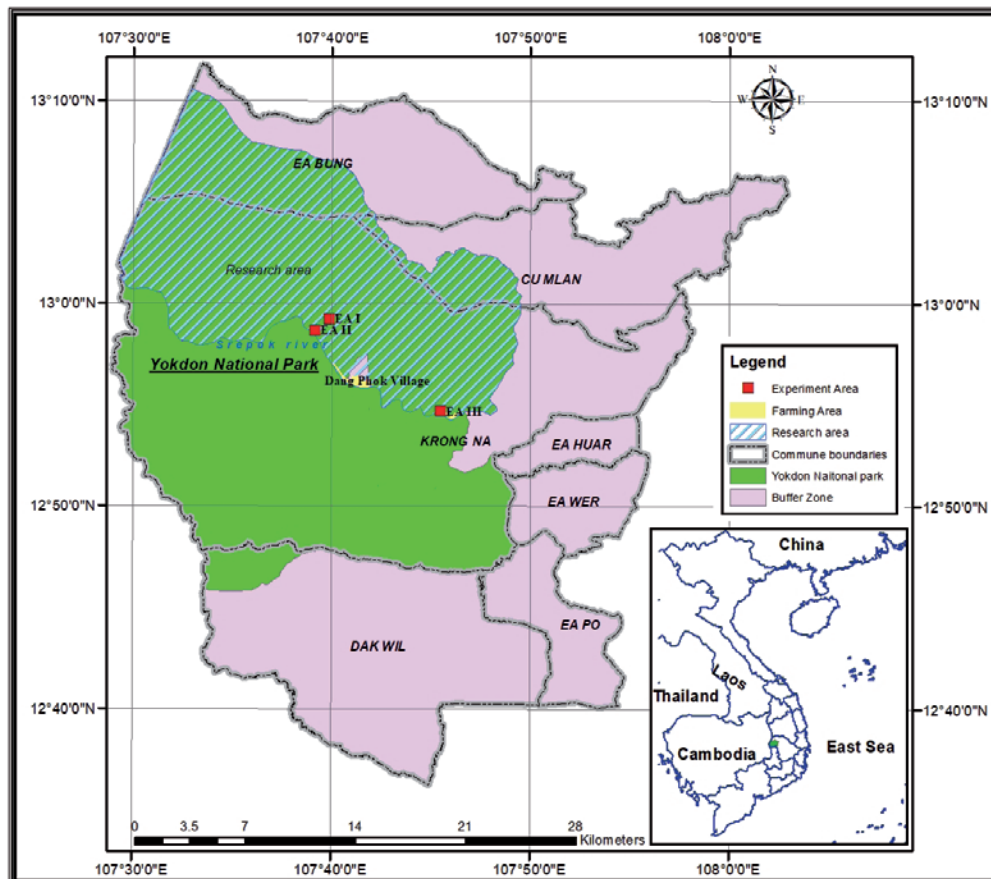 107°30'0"E 107°40'0"E 107°50'0"E 108°0'0"E
N
W E
S
13°10'0"N 13°10'0"N
EA BUNG
Research area
CU MLAN
13°0'0"N 13°0'0"N
EA I
EA II
Srepok river
Yokdon National Park
Dang Phok Village
EA III
KRONG NA
EA HUAR
EA WER
12°50'0"N 12°50'0"N
Legend
Experiment Area
Farming Area
Research area
Commune boundaries
Yokdon Naitonal park
Buffer Zone
EA PO
DAK WIL
12°40'0"N 12°40'0"N
China
Laos
Thailand
Cambodia
East Sea
0 3.5 7 14 21 28
Kilometers
107°30'0"E 107°40'0"E 107°50'0"E 108°0'0"E